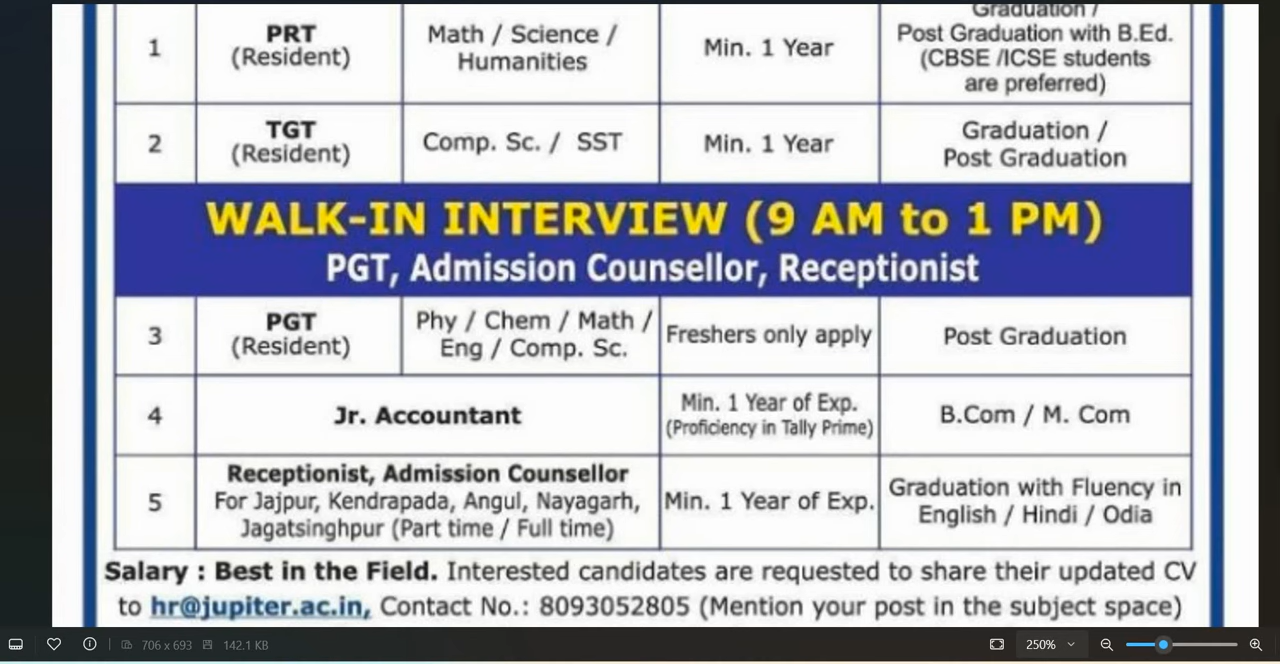 Graduation /
1
PRT
(Resident)
Math / Science /
Humanities
Min. 1 Year
Post Graduation with B.Ed.
(CBSE /ICSE students
are preferred)
2
TGT
(Resident)
Comp. Sc. / SST
Min. 1 Year
Graduation /
Post Graduation
WALK-IN INTERVIEW (9 AM to 1 PM)
PGT, Admission Counsellor, Receptionist
3
PGT
(Resident)
Phy / Chem / Math /
Eng / Comp. Sc.
Freshers only apply
Post Graduation
4
Jr. Accountant
Min. 1 Year of Exp.
(Proficiency in Tally Prime)
B.Com / M. Com
5
Receptionist, Admission Counsellor
For Jajpur, Kendrapada, Angul, Nayagarh,
Jagatsinghpur (Part time / Full time)
Min. 1 Year of Exp.
Graduation with Fluency in
English / Hindi / Odia
Salary : Best in the Field. Interested candidates are requested to share their updated CV
to hr@jupiter.ac.in, Contact No.: 8093052805 (Mention your post in the subject space)
706 x 693
142.1 KB
250%